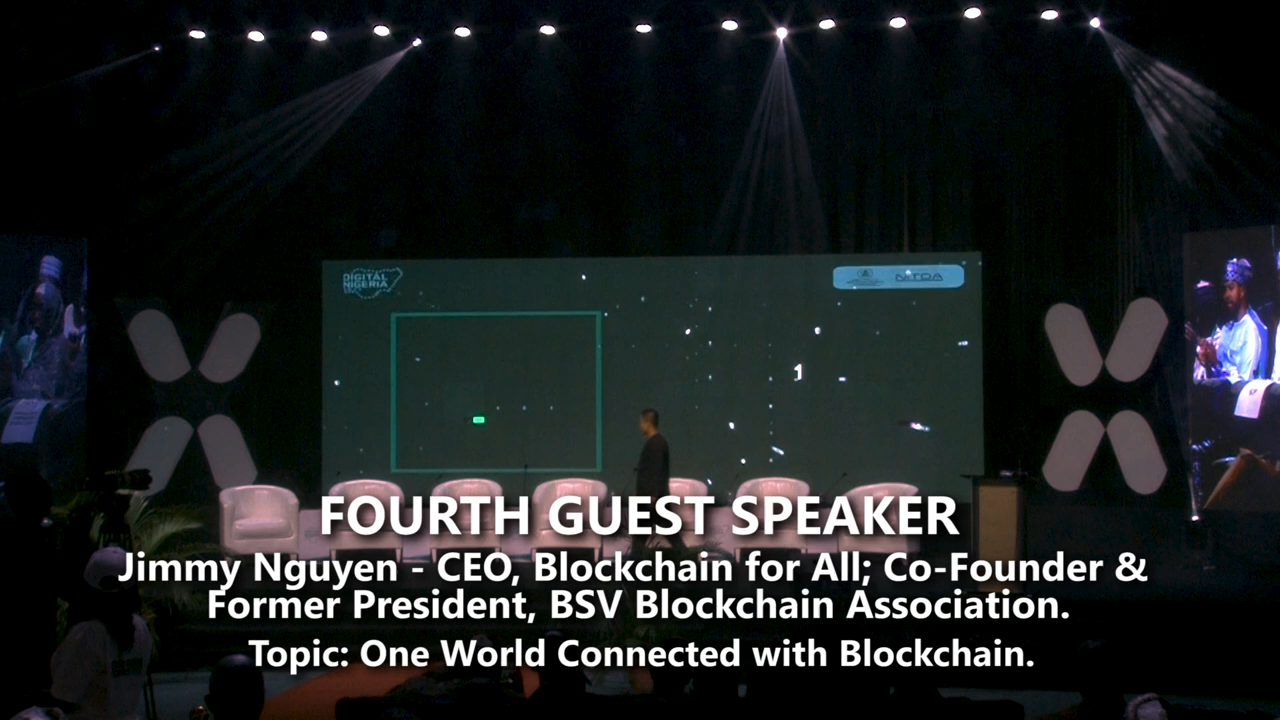 DIGITAL
NIGERIA
NITDA
1
FOURTH GUEST SPEAKER
Jimmy Nguyen - CEO, Blockchain for All; Co-Founder &
Former President, BSV Blockchain Association.
Topic: One World Connected with Blockchain.